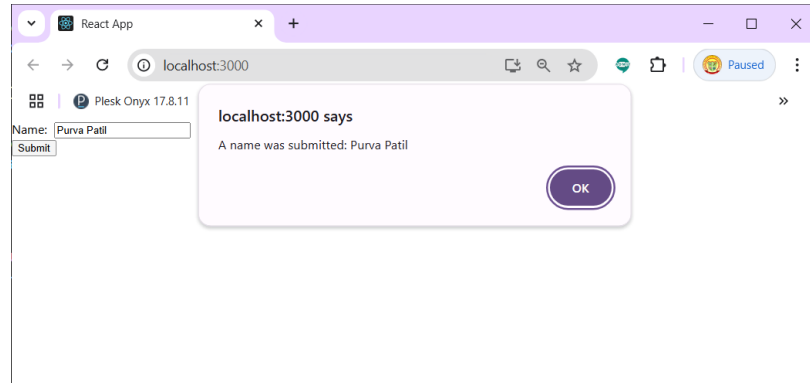 React App
localhost:3000
Paused
Plesk Onyx 17.8.11
localhost:3000 says
A name was submitted: Purva Patil
OK
Name: Purva Patil
Submit